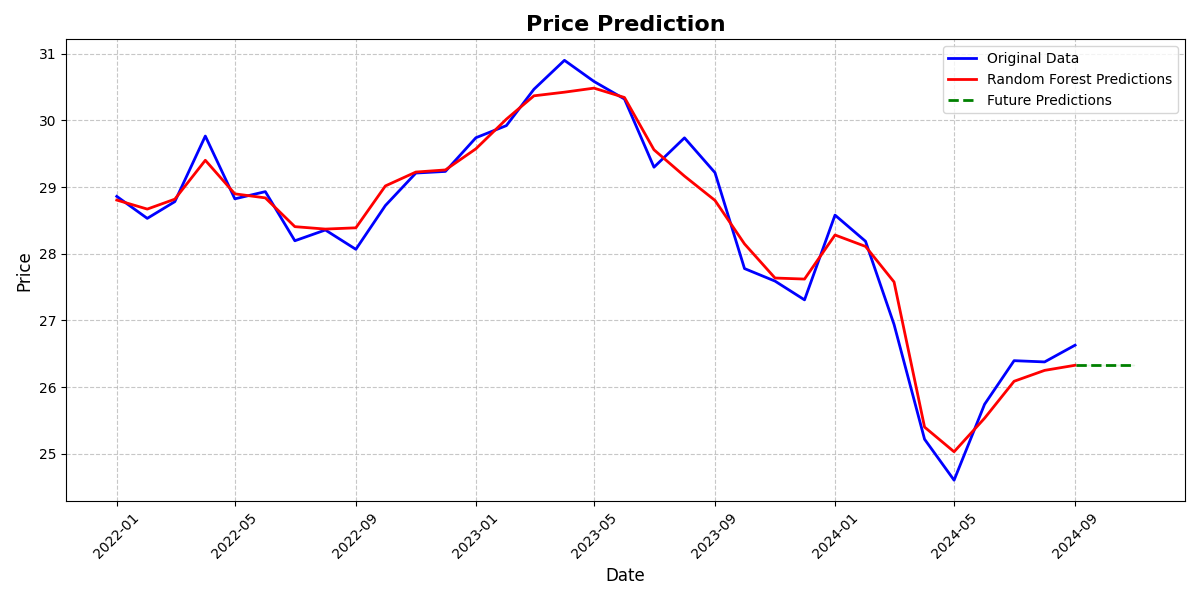 Price Prediction
Original Data
Random Forest Predictions
Future Predictions
Price
31
30
29
28
27
26
25
2022-01
2022-05
2022-09
2023-01
2023-05
2023-09
2024-01
2024-05
2024-09
Date